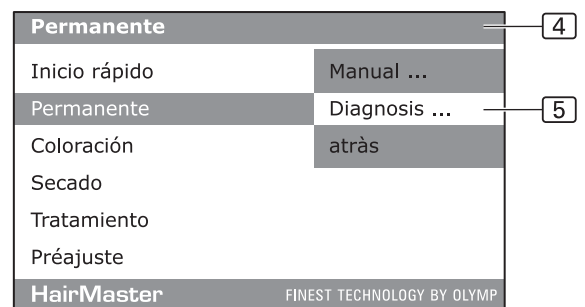 Permanente
4
Inicio rápido
Manual ...
Permanente
Diagnosis ...
5
Coloración
atràs
Secado
Tratamiento
Préajuste
HairMaster
FINEST TECHNOLOGY BY OLYMP